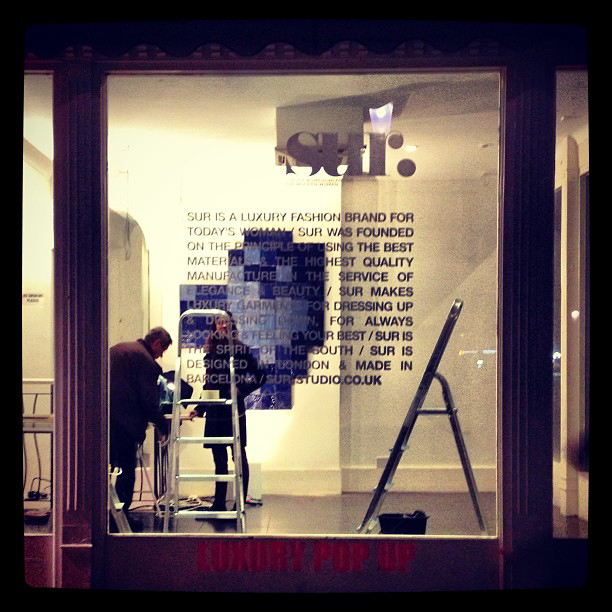 sur:
SUR IS A LUXURY FASHION BRAND FOR
TODAY'S WOMAN / SUR WAS FOUNDED
ON THE PRINCIPLE OF USING THE BEST
MATERIALS & THE HIGHEST QUALITY
MANUFACTURE IN THE SERVICE OF
ELEGANCE & BEAUTY / SUR MAKES
LUXURY GARMENTS FOR DRESSING UP
& DRESSING DOWN, FOR ALWAYS
LOOKING & FEELING YOUR BEST / SUR IS
THE SPIRIT OF THE SOUTH / SUR IS
DESIGNED IN LONDON & MADE IN
BARCELONA / SUR-STUDIO.CO.UK
LUXURY POP UP